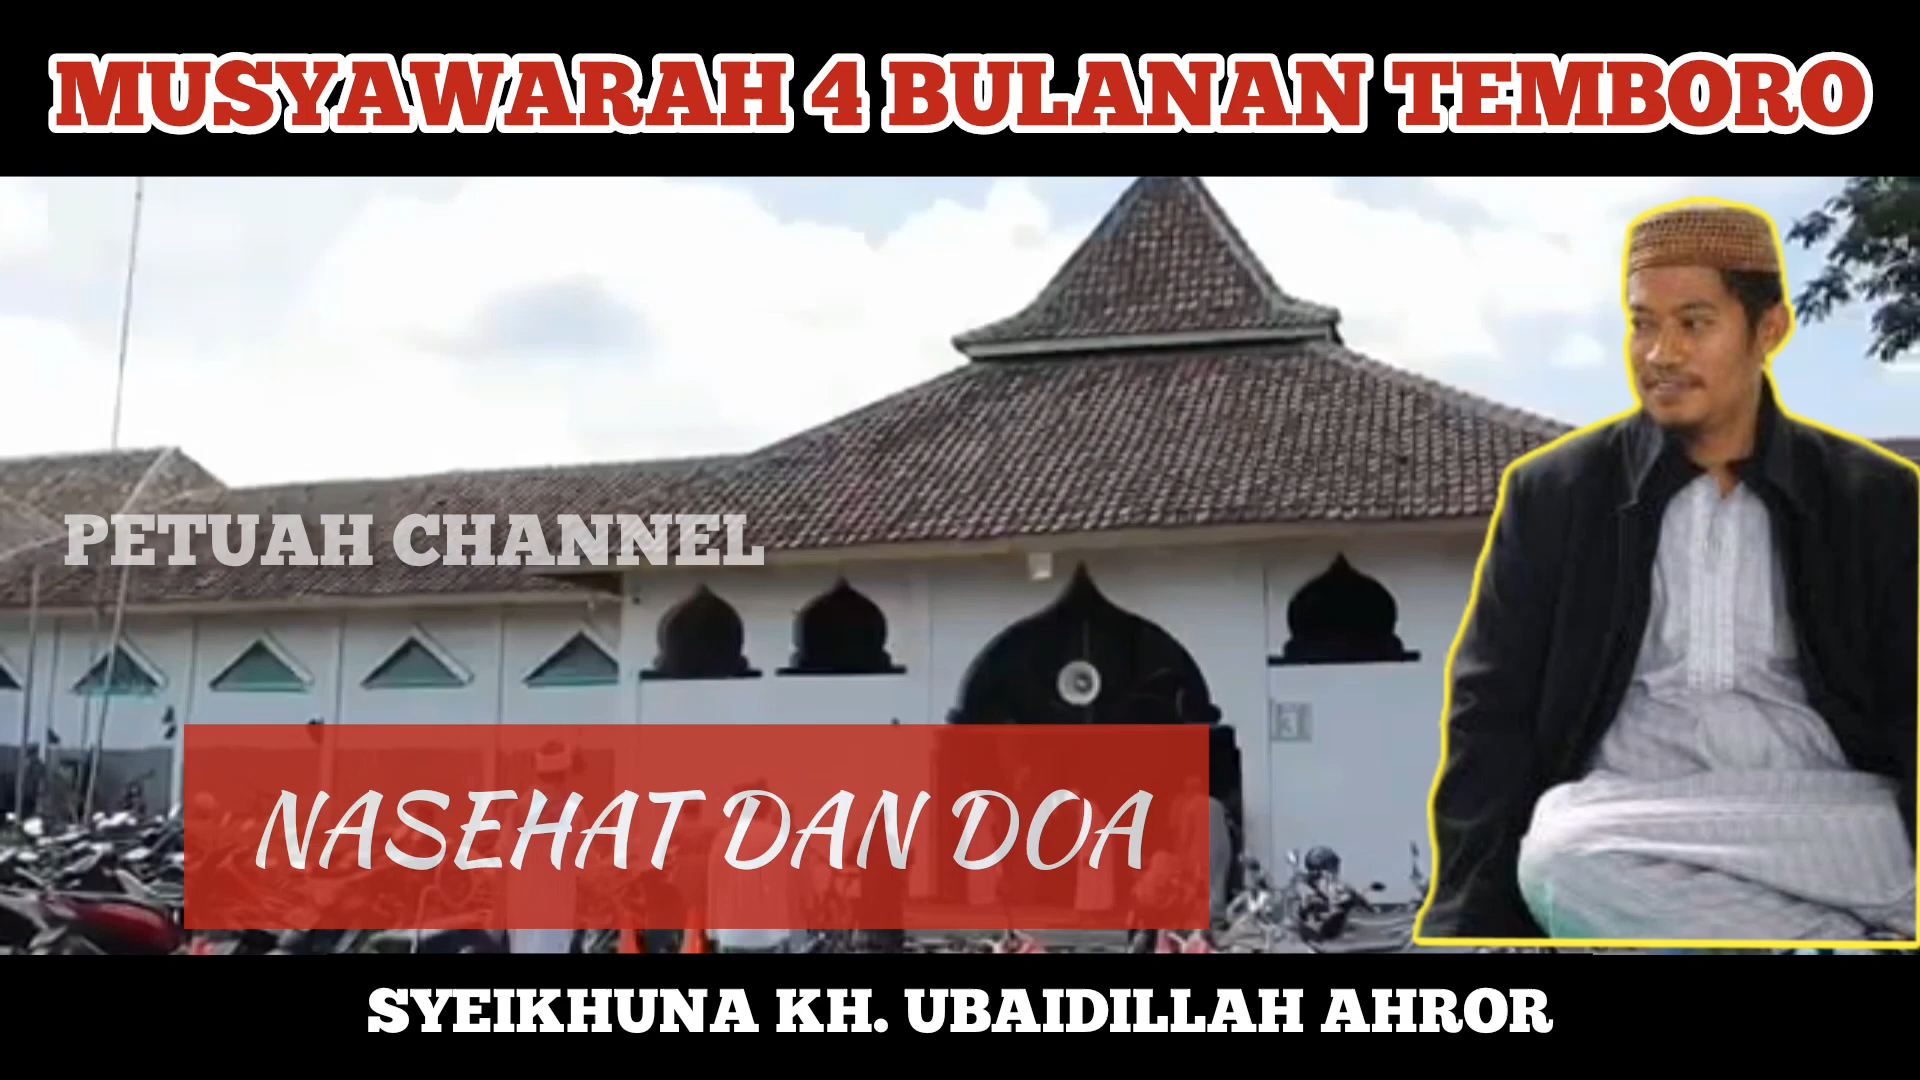 MUSYAWARAH 4 BULANAN TEMBORO
PETUAH CHANNEL
NASEHAT DAN DOA
SYEIKHUNA KH. UBAIDILLAH AHROR